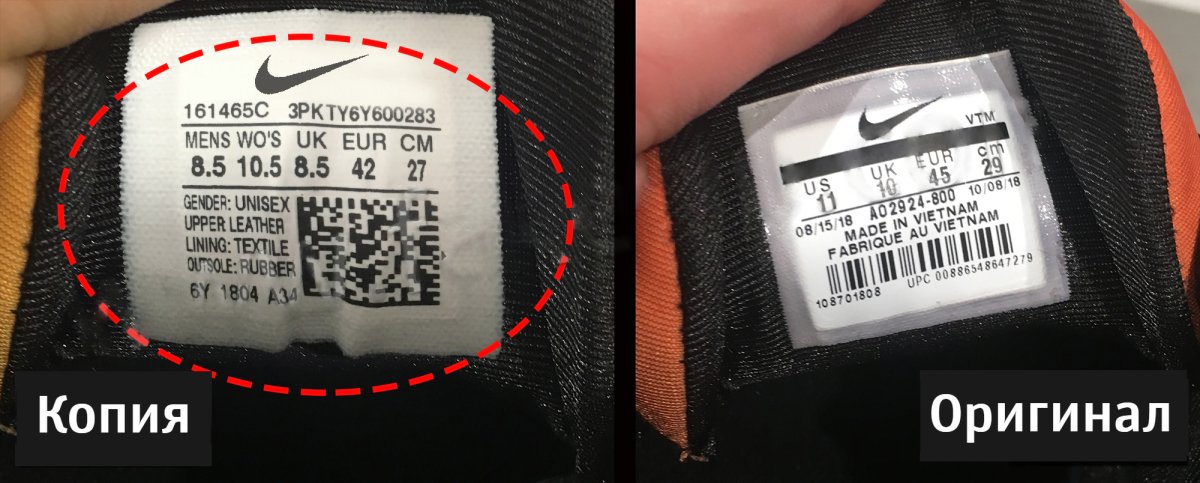 161465C 3PKTY6Y600283
MENS WO'S UK EUR CM
8.5 10.5 8.5 42 27
GENDER: UNISEX
UPPER LEATHER
LINING: TEXTILE
OUTSOLE: RUBBER
6Y 1804 A34
Копия
VTM
US UK EUR cm
11 10 45 29
08/15/18 AO2924-800 10/08/18
MADE IN VIETNAM
FABRIQUE AU VIETNAM
UPC 00886548647279
108701808
Оригинал